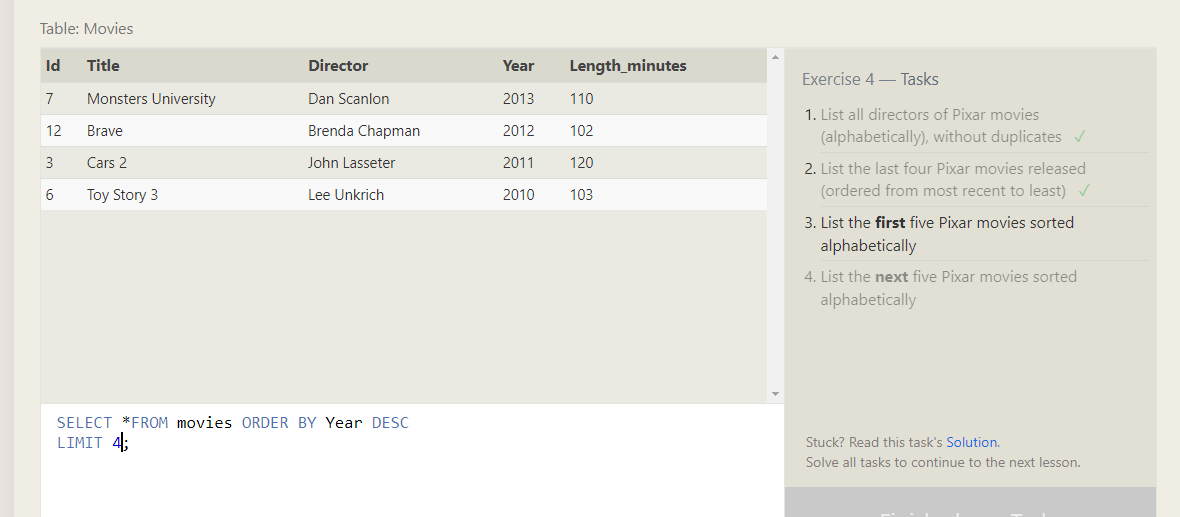 Table: Movies
Id Title Director Year Length_minutes
7 Monsters University Dan Scanlon 2013 110
12 Brave Brenda Chapman 2012 102
3 Cars 2 John Lasseter 2011 120
6 Toy Story 3 Lee Unkrich 2010 103
SELECT *FROM movies ORDER BY Year DESC
LIMIT 4;
Exercise 4 — Tasks
1. List all directors of Pixar movies
(alphabetically), without duplicates ✓
2. List the last four Pixar movies released
(ordered from most recent to least) ✓
3. List the first five Pixar movies sorted
alphabetically
4. List the next five Pixar movies sorted
alphabetically
Stuck? Read this task's Solution.
Solve all tasks to continue to the next lesson.